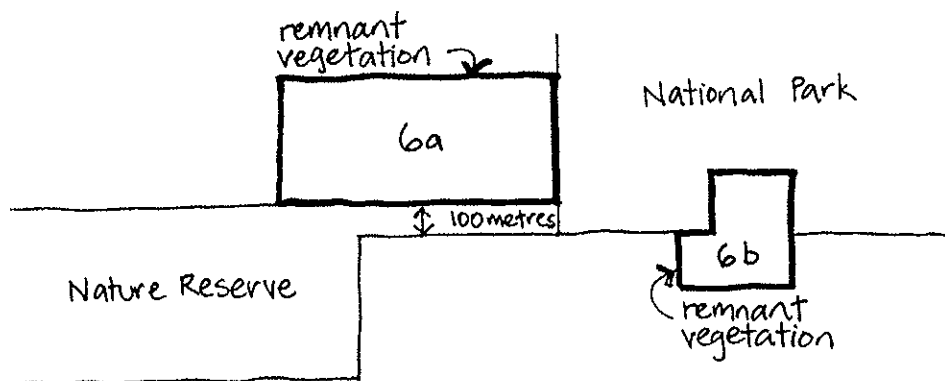 remnant
vegetation
National Park
6a
100 metres
Nature Reserve
6b
remnant
vegetation